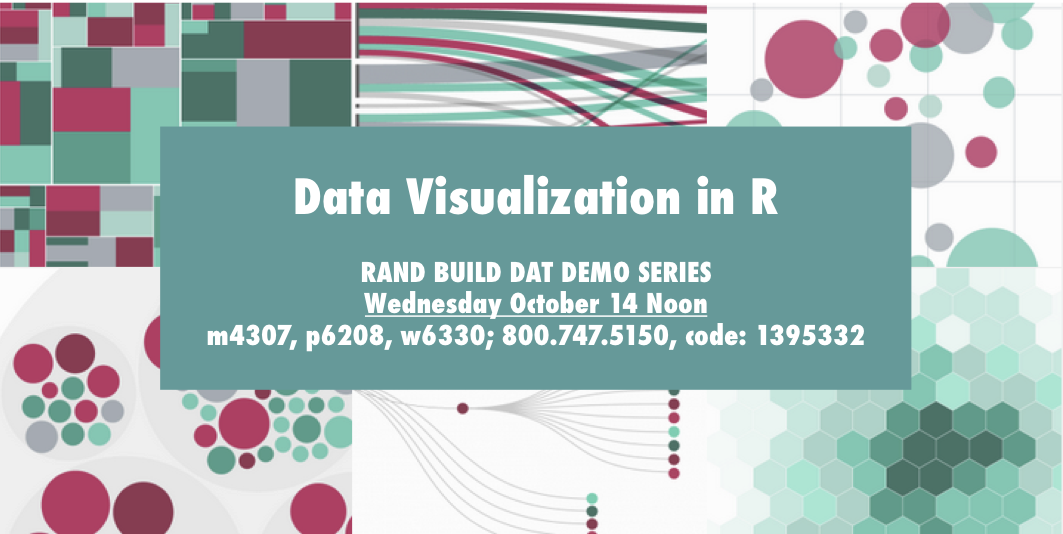 Data Visualization in R
RAND BUILD DAT DEMO SERIES
Wednesday October 14 Noon
m4307, p6208, w6330; 800.747.5150, code: 1395332